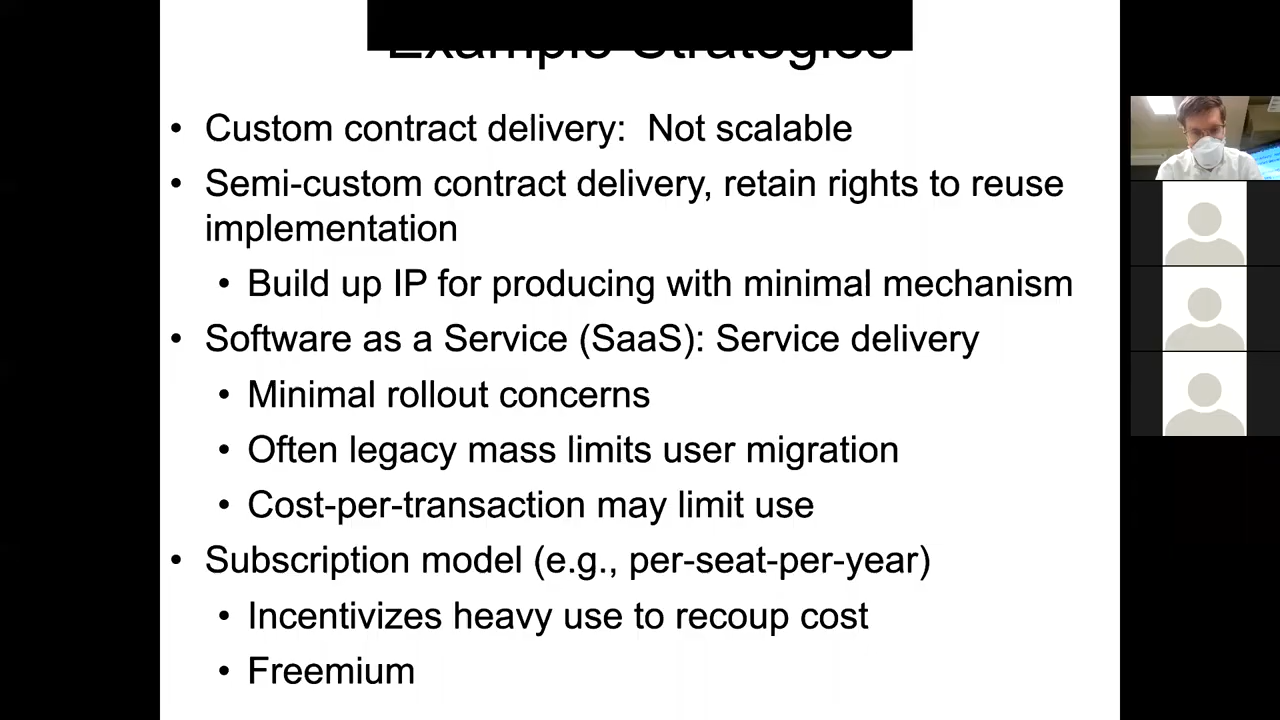 Example Strategies
• Custom contract delivery:  Not scalable
• Semi-custom contract delivery, retain rights to reuse
implementation
• Build up IP for producing with minimal mechanism
• Software as a Service (SaaS): Service delivery
• Minimal rollout concerns
• Often legacy mass limits user migration
• Cost-per-transaction may limit use
• Subscription model (e.g., per-seat-per-year)
• Incentivizes heavy use to recoup cost
• Freemium